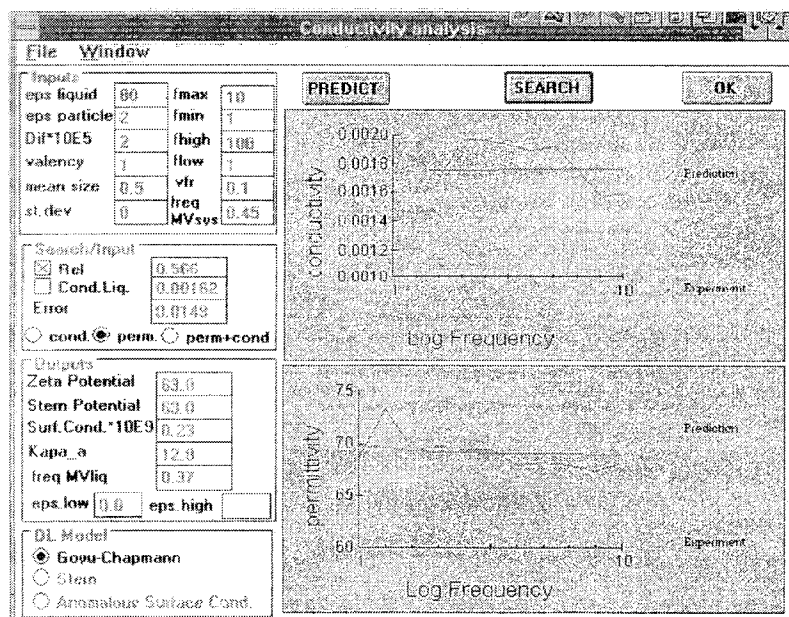 Conductivity analysis
File Window
PREDICT SEARCH OK
Inputs
eps liquid 80 fmax 10
eps particle 2 fmin 1
Dif*10E5 2 fhigh 100
valency 1 flow 1
mean size 0.5 vfr 0.1
st.dev 0 freq MVsys 0.45
Search/Input
Rel 0.566
Cond.Liq. 0.00162
Error 0.0149
cond. perm. perm+cond
Outputs
Zeta Potential 63.0
Stern Potential 63.0
Surf.Cond.*10E9 0.23
Kapa_a 12.9
freq MVliq 0.37
eps.low 0.0 eps.high
DL Model
Govu-Chapmann
Stern
Anomalous Surface Cond.
conductivity
0.0020
0.0018
0.0016
0.0014
0.0012
0.0010
1 10
Log Frequency
Prediction
Experiment
permittivity
75
70
65
60
1 10
Log Frequency
Prediction
Experiment